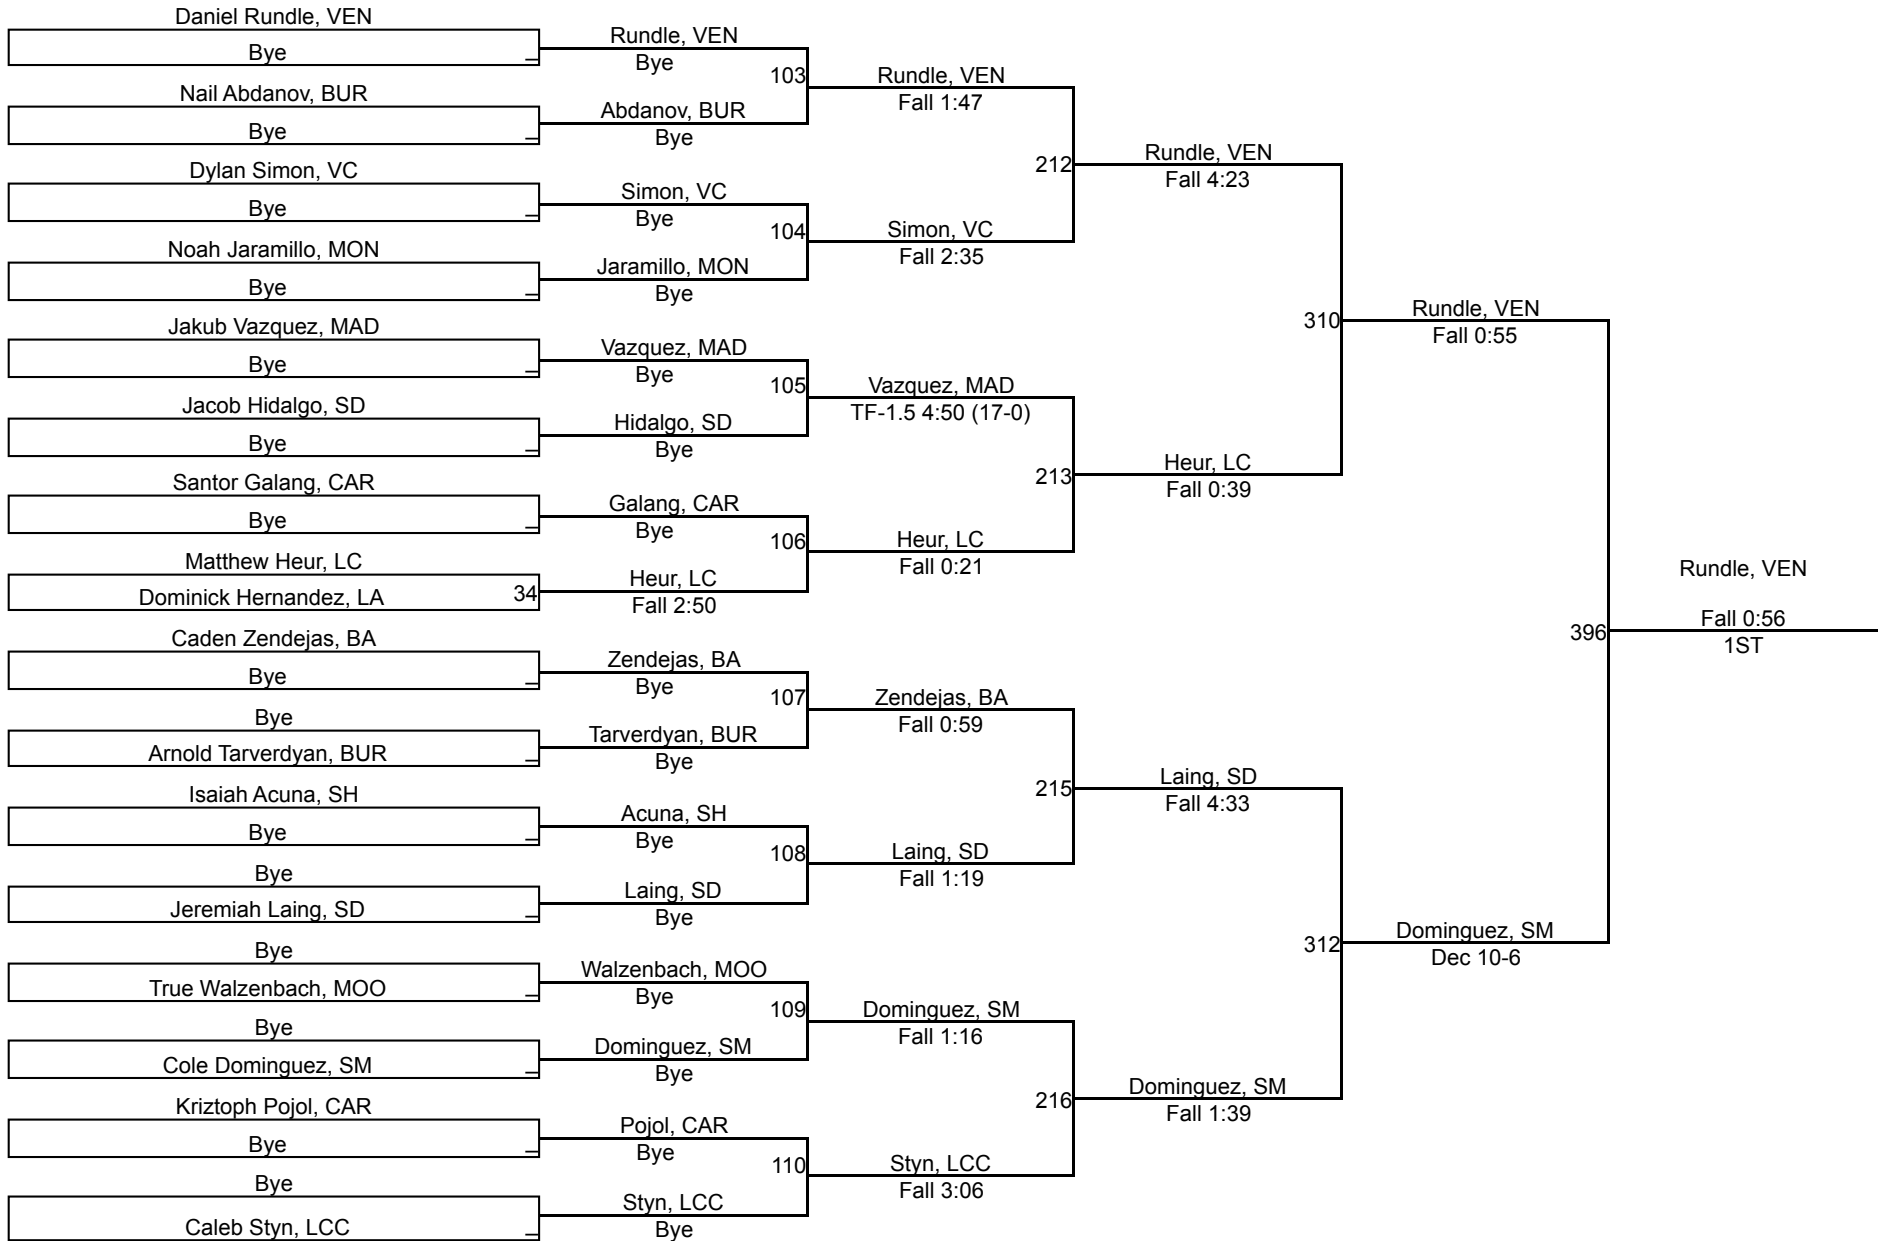 Daniel Rundle, VEN
Bye
Nail Abdanov, BUR
Bye
Dylan Simon, VC
Bye
Noah Jaramillo, MON
Bye
Jakub Vazquez, MAD
Bye
Jacob Hidalgo, SD
Bye
Santor Galang, CAR
Bye
Matthew Heur, LC
Dominick Hernandez, LA
34
Caden Zendejas, BA
Bye
Bye
Arnold Tarverdyan, BUR
Isaiah Acuna, SH
Bye
Bye
Jeremiah Laing, SD
Bye
True Walzenbach, MOO
Bye
Cole Dominguez, SM
Kriztoph Pojol, CAR
Bye
Bye
Caleb Styn, LCC
Rundle, VEN
Bye
103
Abdanov, BUR
Bye
Simon, VC
Bye
104
Jaramillo, MON
Bye
Vazquez, MAD
Bye
105
Hidalgo, SD
Bye
Galang, CAR
Bye
106
Heur, LC
Fall 2:50
Zendejas, BA
Bye
107
Tarverdyan, BUR
Bye
Acuna, SH
Bye
108
Laing, SD
Bye
Walzenbach, MOO
Bye
109
Dominguez, SM
Bye
Pojol, CAR
Bye
110
Styn, LCC
Bye
Rundle, VEN
Fall 1:47
212
Simon, VC
Fall 2:35
Vazquez, MAD
TF-1.5 4:50 (17-0)
213
Heur, LC
Fall 0:21
Zendejas, BA
Fall 0:59
215
Laing, SD
Fall 1:19
Dominguez, SM
Fall 1:16
216
Styn, LCC
Fall 3:06
Rundle, VEN
Fall 4:23
310
Heur, LC
Fall 0:39
Laing, SD
Fall 4:33
312
Dominguez, SM
Fall 1:39
Rundle, VEN
Fall 0:55
396
Dominguez, SM
Dec 10-6
Rundle, VEN
Fall 0:56
1ST